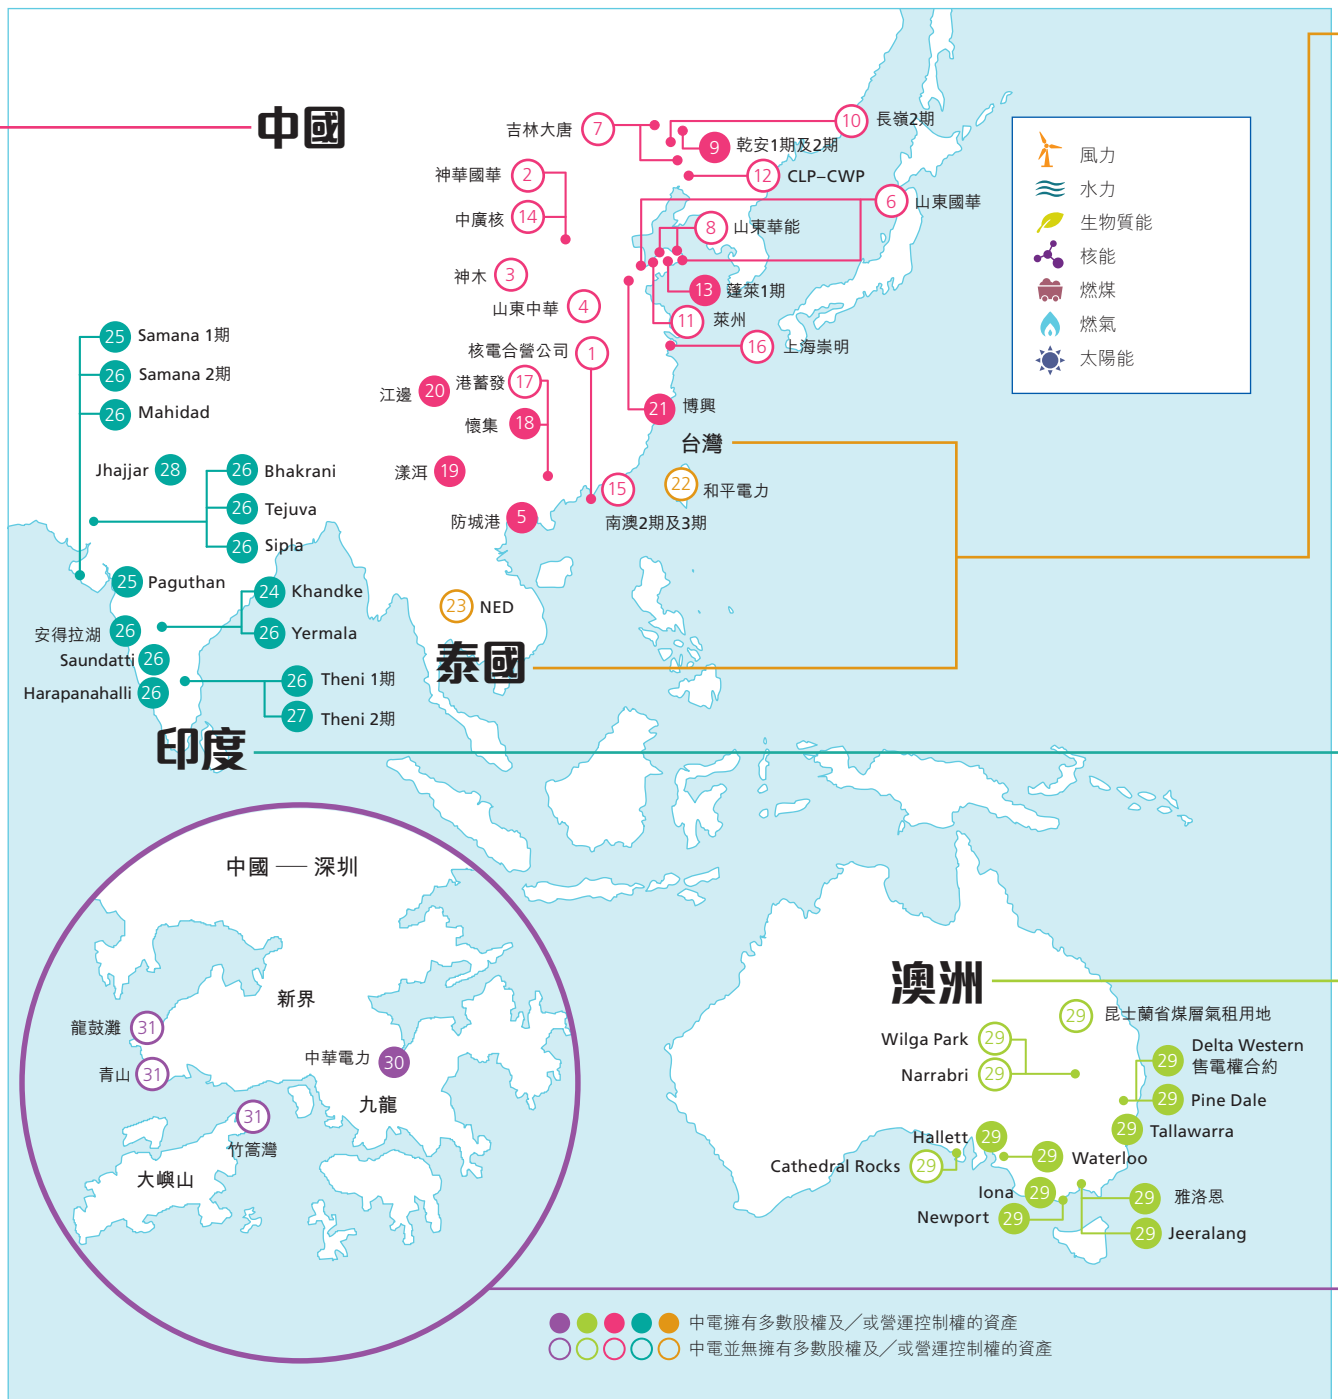 中國
吉林大唐 7
10 長嶺2期
9 乾安1期及2期
神華國華 2
12 CLP–CWP
中廣核 14
6 山東國華
8 山東華能
神木 3
13 蓬萊1期
山東中華 4
11 萊州
核電合營公司 1
16 上海崇明
港蓄發 17
江邊 20
21 博興
懷集 18
漾洱 19
15
南澳2期及3期
防城港 5
台灣
22 和平電力
23 NED
泰國
風力
水力
生物質能
核能
燃煤
燃氣
太陽能
25 Samana 1期
26 Samana 2期
26 Mahidad
Jhajjar 28
26 Bhakrani
26 Tejuva
26 Sipla
25 Paguthan
24 Khandke
安得拉湖 26
26 Yermala
Saundatti 26
Harapanahalli 26
26 Theni 1期
27 Theni 2期
印度
中國 — 深圳
新界
龍鼓灘 31
青山 31
中華電力 30
九龍
31
竹篙灣
大嶼山
澳洲
29 昆士蘭省煤層氣租用地
Wilga Park 29
Narrabri 29
29 Delta Western
售電權合約
29 Pine Dale
29 Tallawarra
Hallett 29
29 Waterloo
Cathedral Rocks 29
Iona 29
29 雅洛恩
Newport 29
29 Jeeralang
中電擁有多數股權及╱或營運控制權的資產
中電並無擁有多數股權及╱或營運控制權的資產